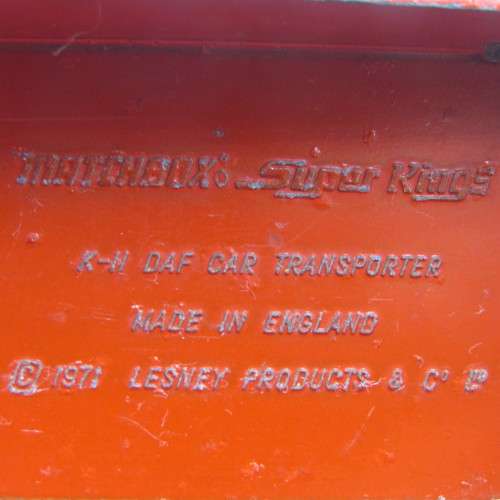 MATCHBOX: Super Kings
K-11 DAF CAR TRANSPORTER
MADE IN ENGLAND
© 1971 LESNEY PRODUCTS & Cº LTD